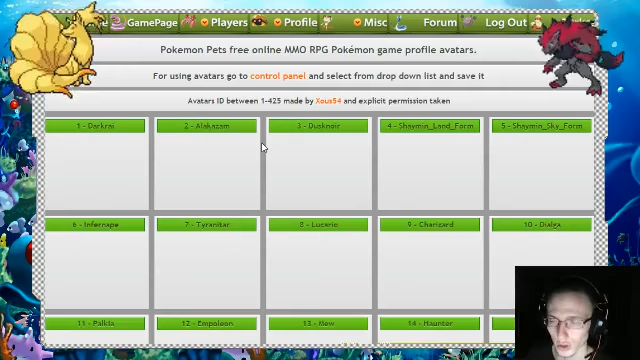 GamePage Players Profile Misc Forum Log Out
Pokemon Pets free online MMO RPG Pokémon game profile avatars.
For using avatars go to control panel and select from drop down list and save it
Avatars ID between 1-425 made by Xous54 and explicit permission taken
1 - Darkrai 2 - Alakazam 3 - Dusknoir 4 - Shaymin_Land_Form 5 - Shaymin_Sky_Form
6 - Infernape 7 - Tyranitar 8 - Lucario 9 - Charizard 10 - Dialga
11 - Palkia 12 - Empoleon 13 - Mew 14 - Haunter